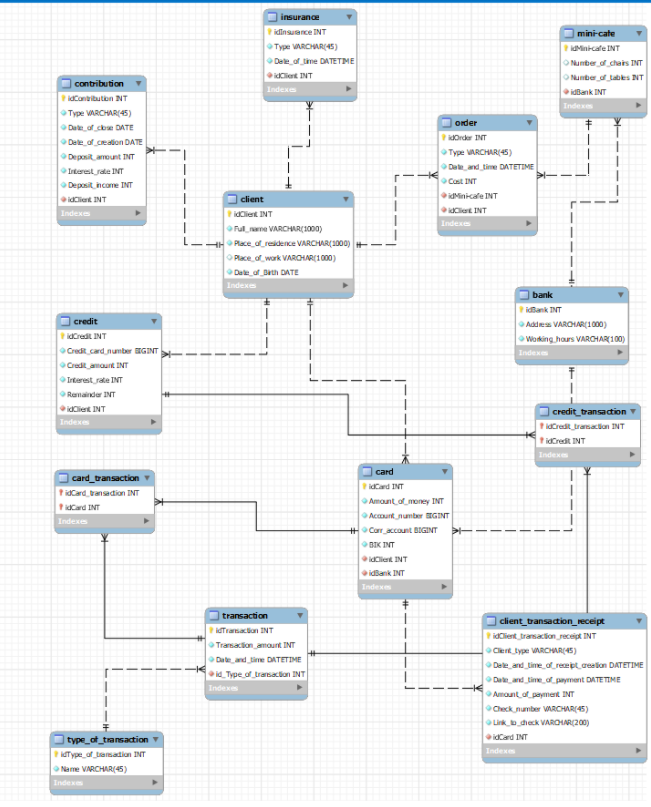 insurance
idInsurance INT
Type VARCHAR(45)
Date_of_time DATETIME
idClient INT
Indexes
mini-cafe
idMini-cafe INT
Number_of_chairs INT
Number_of_tables INT
idBank INT
Indexes
contribution
idContribution INT
Type VARCHAR(45)
Date_of_close DATE
Date_of_creation DATE
Deposit_amount INT
Interest_rate INT
Deposit_income INT
idClient INT
Indexes
order
idOrder INT
Type VARCHAR(45)
Date_and_time DATETIME
Cost INT
idMini-cafe INT
idClient INT
Indexes
client
idClient INT
Full_name VARCHAR(1000)
Place_of_residence VARCHAR(1000)
Place_of_work VARCHAR(1000)
Date_of_Birth DATE
Indexes
bank
idBank INT
Address VARCHAR(1000)
Working_hours VARCHAR(100)
Indexes
credit
idCredit INT
Credit_card_number BIGINT
Credit_amount INT
Interest_rate INT
Remainder INT
idClient INT
Indexes
credit_transaction
idCredit_transaction INT
idCredit INT
Indexes
card_transaction
idCard_transaction INT
idCard INT
Indexes
card
idCard INT
Amount_of_money INT
Account_number BIGINT
Corr_account BIGINT
BIK INT
idClient INT
idBank INT
Indexes
transaction
idTransaction INT
Transaction_amount INT
Date_and_time DATETIME
id_Type_of_transaction INT
Indexes
client_transaction_receipt
idClient_transaction_receipt INT
Client_type VARCHAR(45)
Date_and_time_of_receipt_creation DATETIME
Date_and_time_of_payment DATETIME
Amount_of_payment INT
Check_number VARCHAR(45)
Link_to_check VARCHAR(200)
idCard INT
Indexes
type_of_transaction
idType_of_transaction INT
Name VARCHAR(45)
Indexes